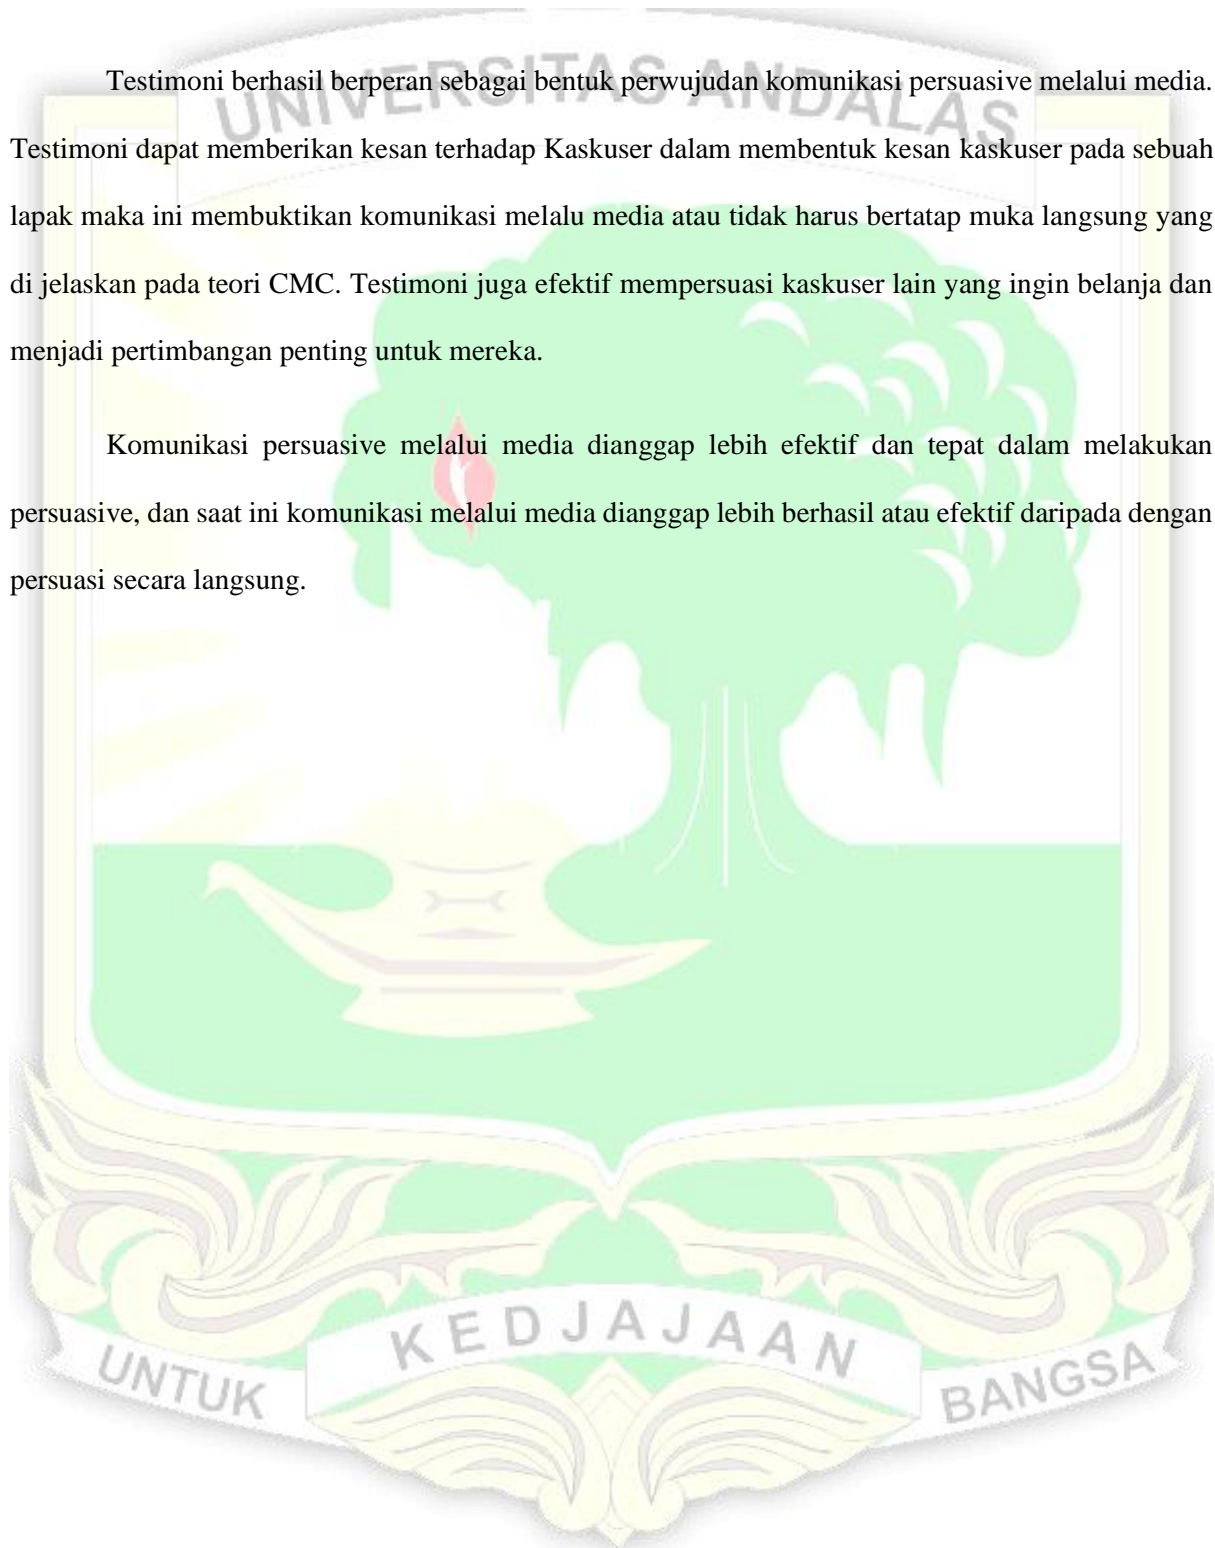 UNIVERSITAS ANDALAS
Testimoni berhasil berperan sebagai bentuk perwujudan komunikasi persuasive melalui media.
Testimoni dapat memberikan kesan terhadap Kaskuser dalam membentuk kesan kaskuser pada sebuah
lapak maka ini membuktikan komunikasi melalu media atau tidak harus bertatap muka langsung yang
di jelaskan pada teori CMC. Testimoni juga efektif mempersuasi kaskuser lain yang ingin belanja dan
menjadi pertimbangan penting untuk mereka.
Komunikasi persuasive melalui media dianggap lebih efektif dan tepat dalam melakukan
persuasive, dan saat ini komunikasi melalui media dianggap lebih berhasil atau efektif daripada dengan
persuasi secara langsung.
UNTUK KEDJAJAAN BANGSA